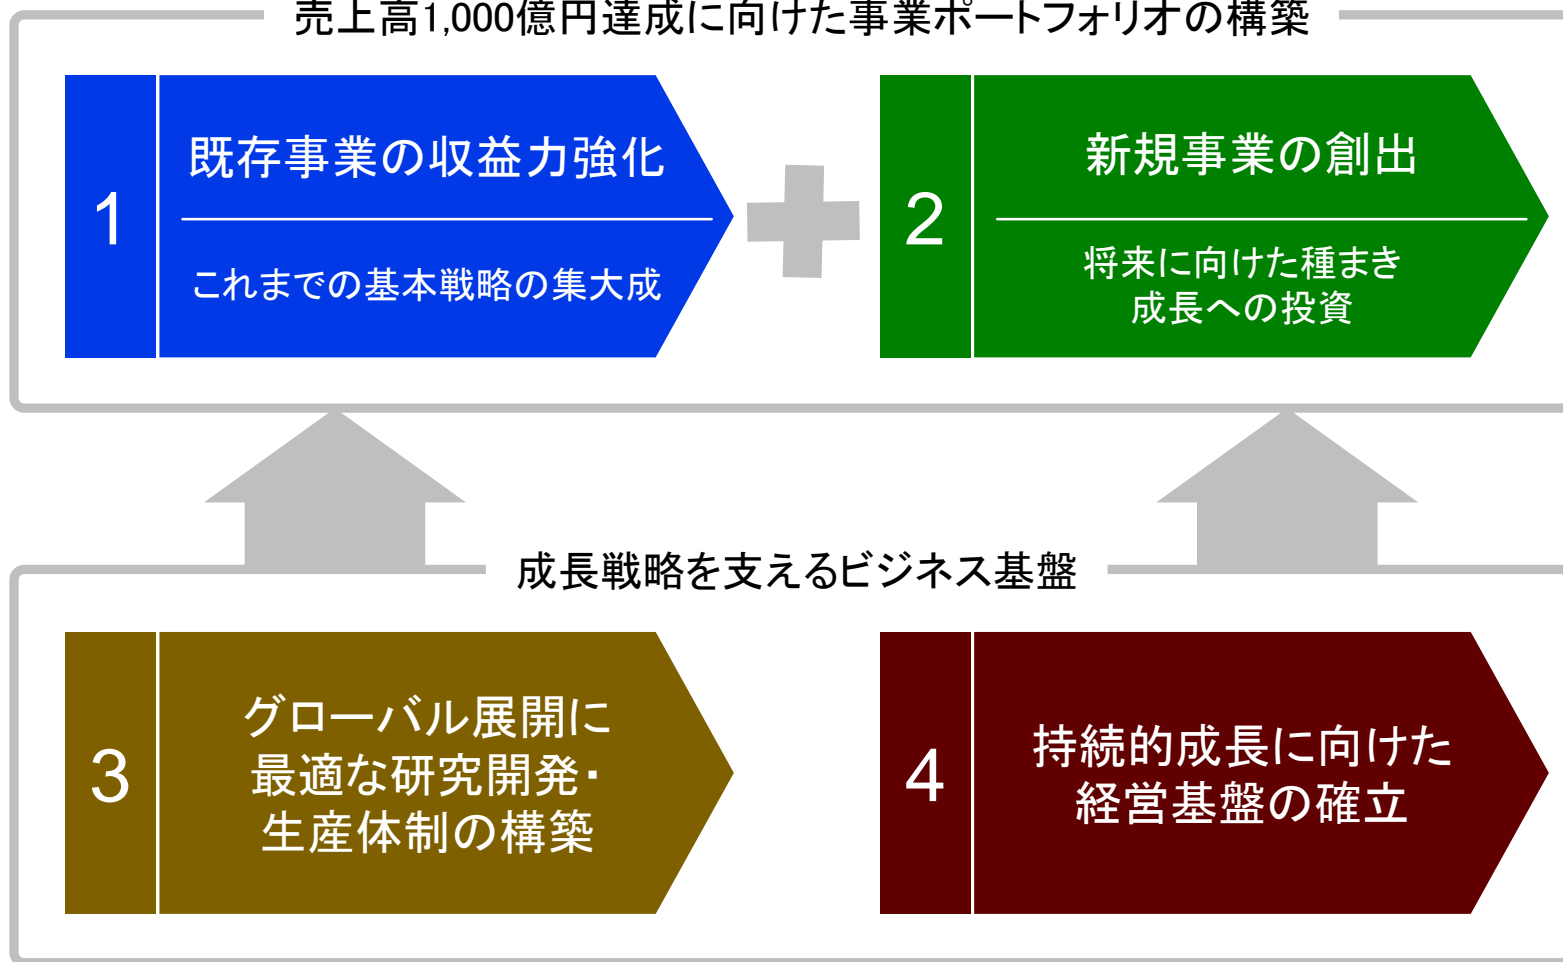 売上高1,000億円達成に向けた事業ポートフォリオの構築
1
既存事業の収益力強化
これまでの基本戦略の集大成
2
新規事業の創出
将来に向けた種まき
成長への投資
成長戦略を支えるビジネス基盤
3
グローバル展開に
最適な研究開発・
生産体制の構築
4
持続的成長に向けた
経営基盤の確立